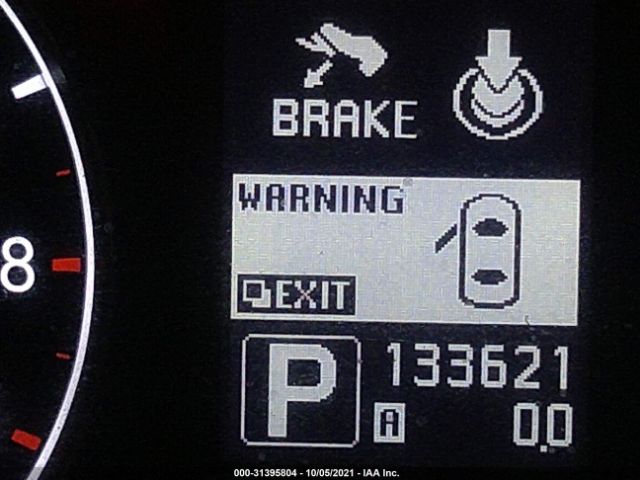 BRAKE
WARNING
EXIT
8
P
133621
A 0.0
000-31395804 - 10/05/2021 - IAA Inc.